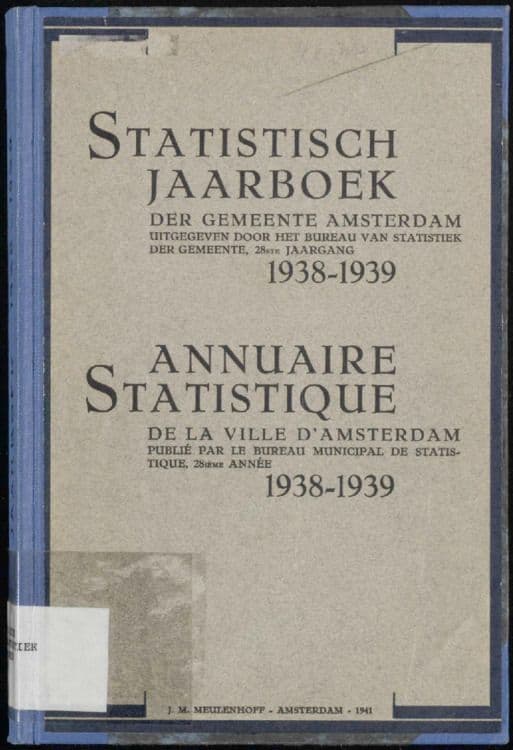 STATISTISCH
JAARBOEK
DER GEMEENTE AMSTERDAM
UITGEGEVEN DOOR HET BUREAU VAN STATISTIEK
DER GEMEENTE, 28STE JAARGANG
1938-1939
ANNUAIRE
STATISTIQUE
DE LA VILLE D'AMSTERDAM
PUBLIÉ PAR LE BUREAU MUNICIPAL DE STATIS-
TIQUE, 28IÈME ANNÉE
1938-1939
J. M. MEULENHOFF - AMSTERDAM - 1941